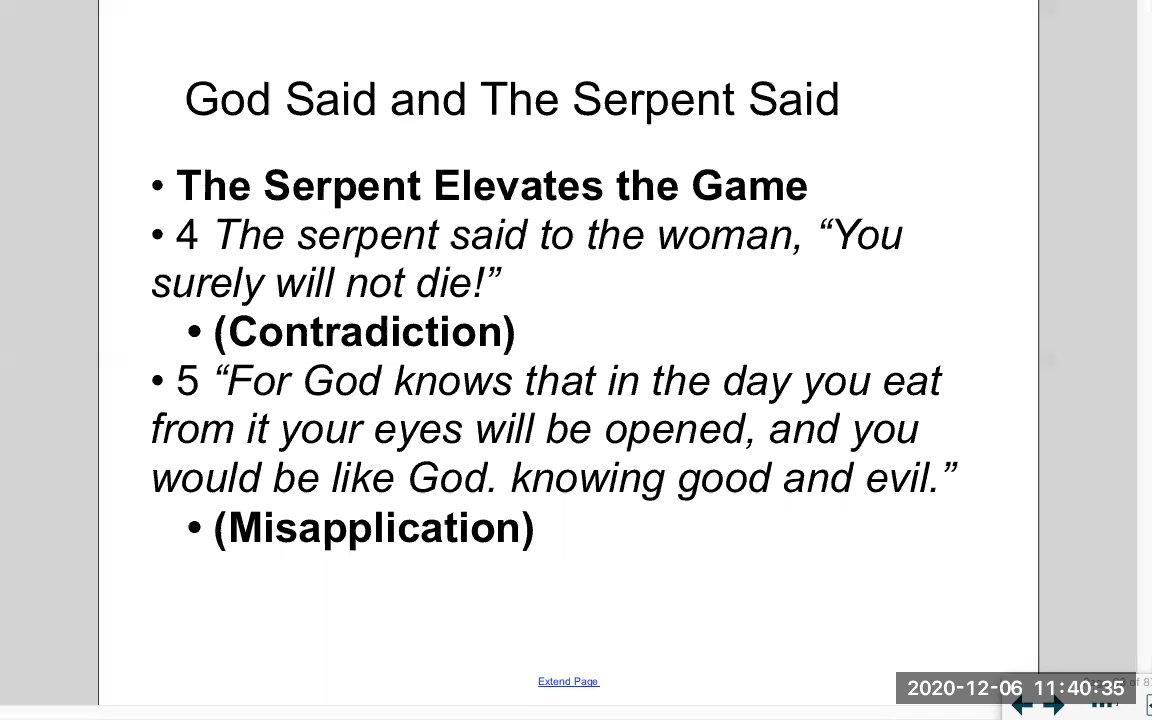 God Said and The Serpent Said
• The Serpent Elevates the Game
• 4 The serpent said to the woman, “You
surely will not die!”
• (Contradiction)
• 5 “For God knows that in the day you eat
from it your eyes will be opened, and you
would be like God. knowing good and evil.”
• (Misapplication)
Extend Page
2020-12-06 11:40:35